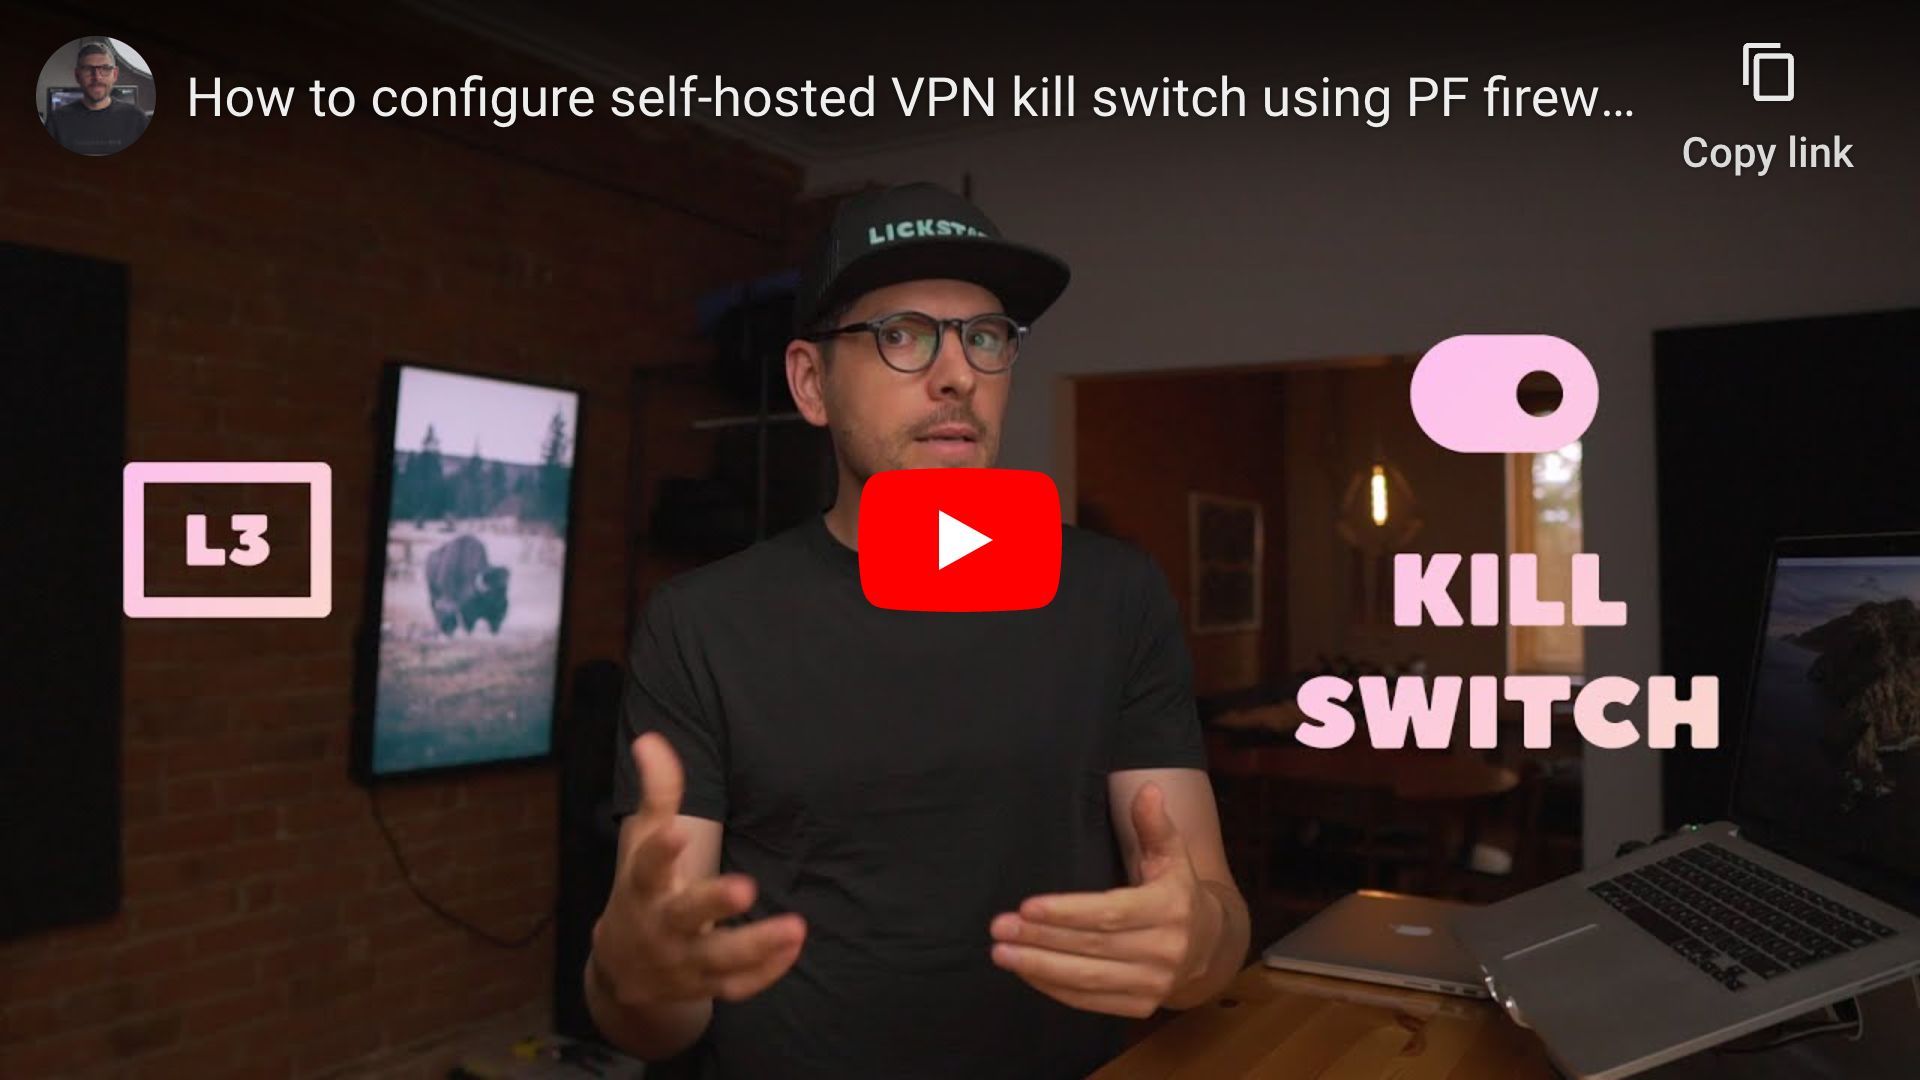 How to configure self-hosted VPN kill switch using PF firew...
Copy link
L3
KILL
SWITCH